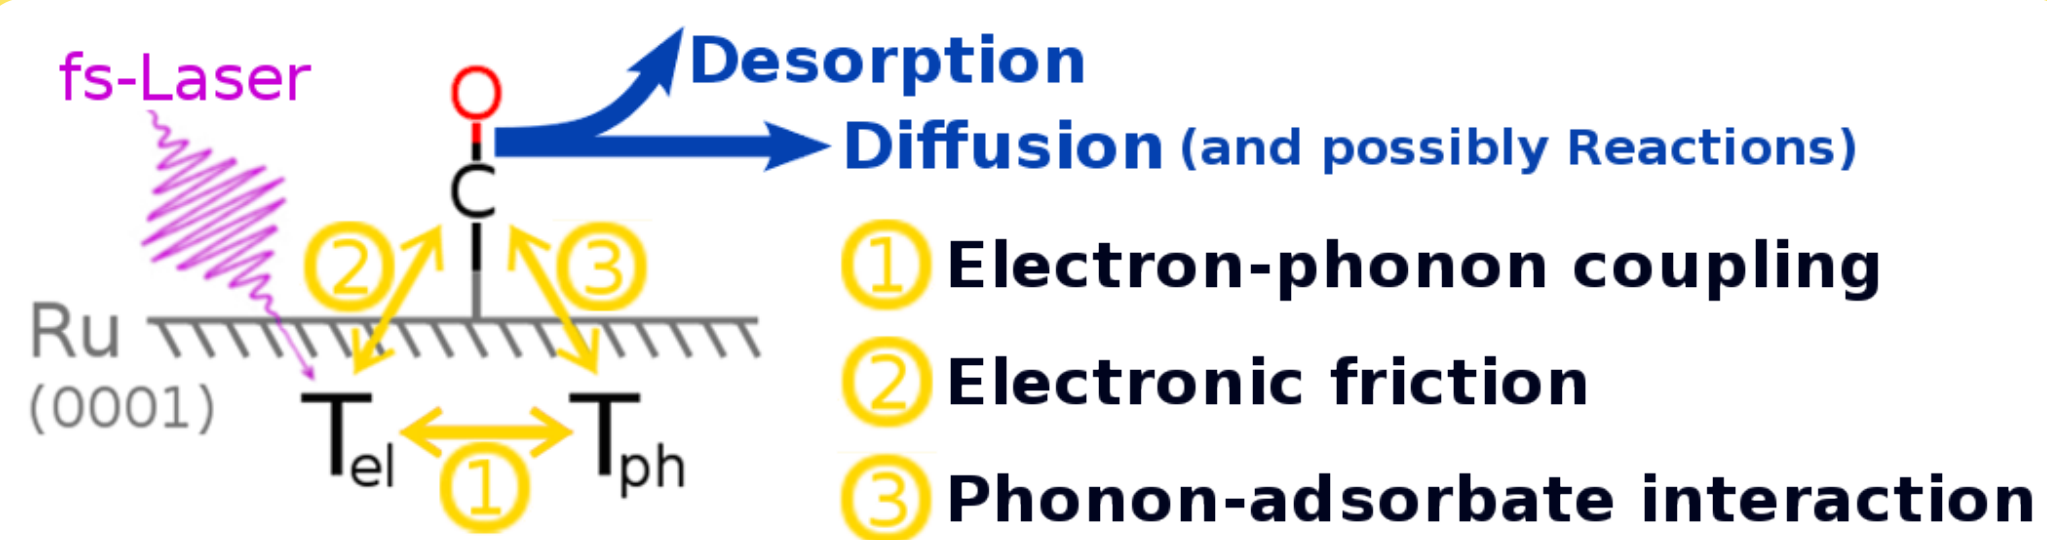 fs-Laser
O
C
Desorption
Diffusion (and possibly Reactions)
② ③
Ru
(0001)
Tel Tph
①
① Electron-phonon coupling
② Electronic friction
③ Phonon-adsorbate interaction